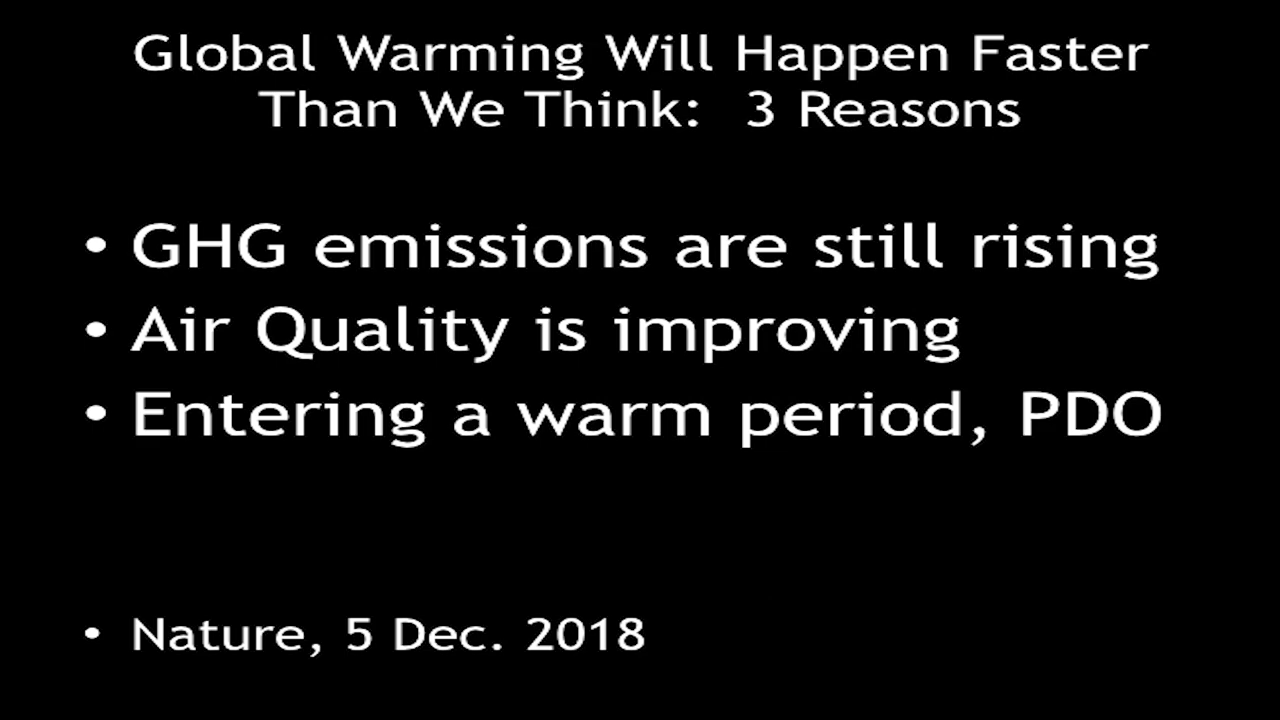 Global Warming Will Happen Faster
Than We Think:  3 Reasons
• GHG emissions are still rising
• Air Quality is improving
• Entering a warm period, PDO
• Nature, 5 Dec. 2018